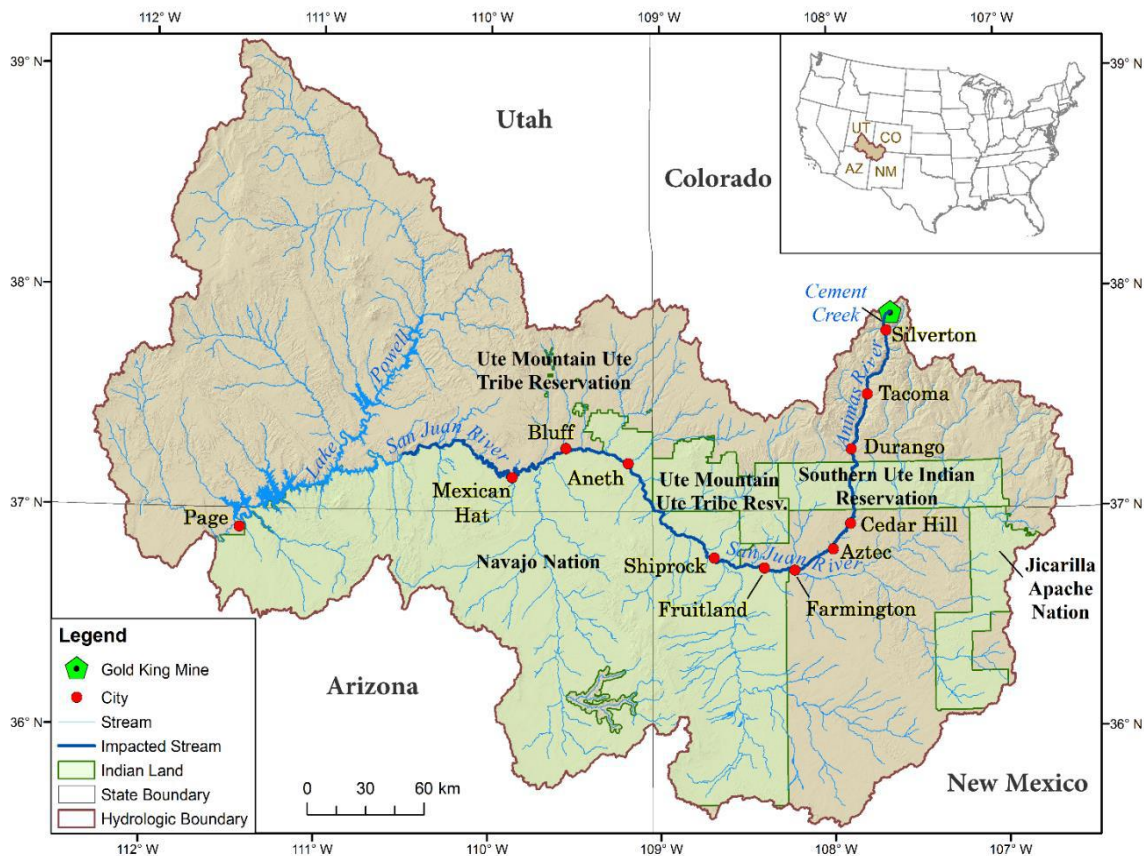 112° W
111° W
110° W
109° W
108° W
107° W
39° N
39° N
Utah
Colorado
UT
CO
AZ
NM
38° N
38° N
Cement
Creek
Silverton
Animas River
Tacoma
Durango
Ute Mountain Ute
Tribe Reservation
Powell
Lake
San Juan River
Bluff
Aneth
Mexican
Hat
Ute Mountain
Ute Tribe Resv.
Southern Ute Indian
Reservation
37° N
37° N
Page
Cedar Hill
Aztec
San Juan River
Shiprock
Navajo Nation
Fruitland
Farmington
Jicarilla
Apache
Nation
Legend
Gold King Mine
City
Stream
Impacted Stream
Indian Land
State Boundary
Hydrologic Boundary
Arizona
36° N
36° N
0 30 60 km
New Mexico
112° W
111° W
110° W
109° W
108° W
107° W